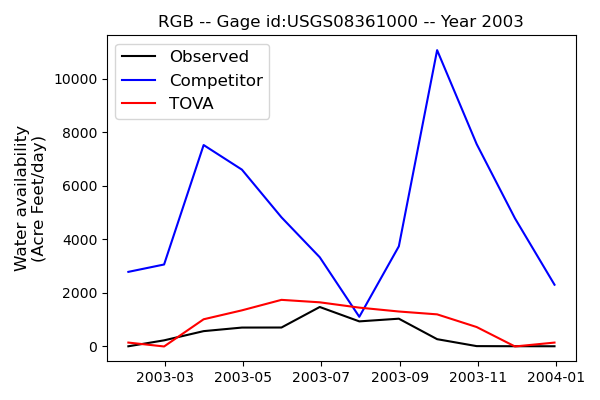 RGB -- Gage id:USGS08361000 -- Year 2003
Observed
Competitor
TOVA
Water availability
(Acre Feet/day)
10000
8000
6000
4000
2000
0
2003-03 2003-05 2003-07 2003-09 2003-11 2004-01